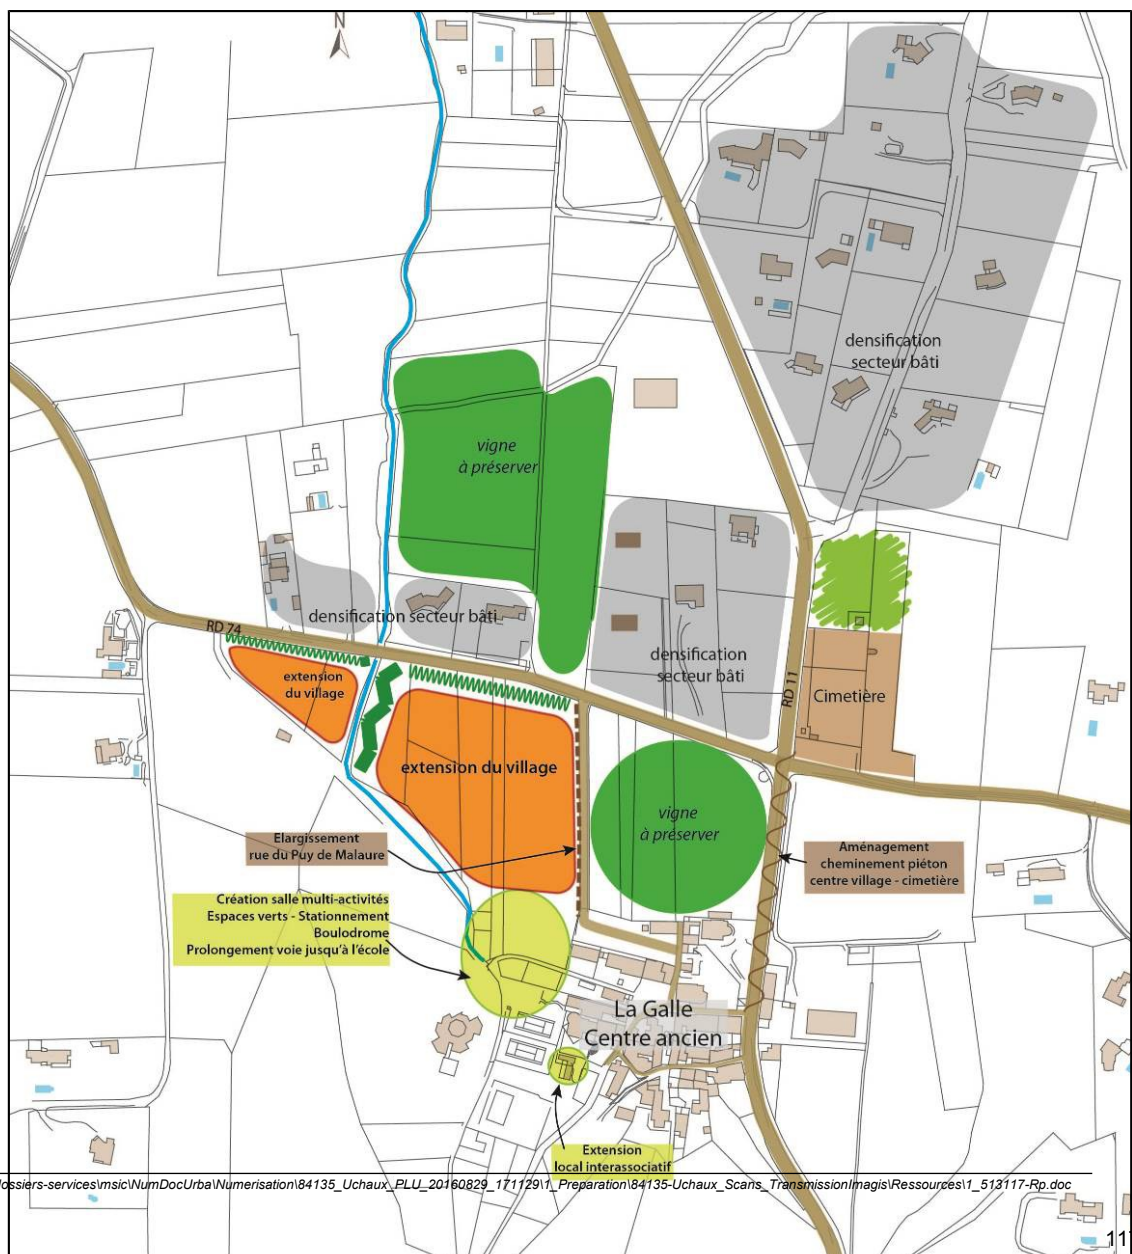 N
densification
secteur bâti
vigne
à préserver
densification secteur bâti
RD 74
densification
secteur bâti
extension
du village
RD 11
Cimetière
extension du village
vigne
à préserver
Elargissement
rue du Puy de Malaure
Aménagement
cheminement piéton
centre village - cimetière
Création salle multi-activités
Espaces verts - Stationnement
Boulodrome
Prolongement voie jusqu'à l'école
La Galle
Centre ancien
Extension
local interassociatif
ossiers-services\msic\NumDocUrba\Numerisation\84135_Uchaux_PLU_20160829_171129\1_Preparation\84135-Uchaux_Scans_TransmissionImagis\Ressources\1_513117-Rp.doc